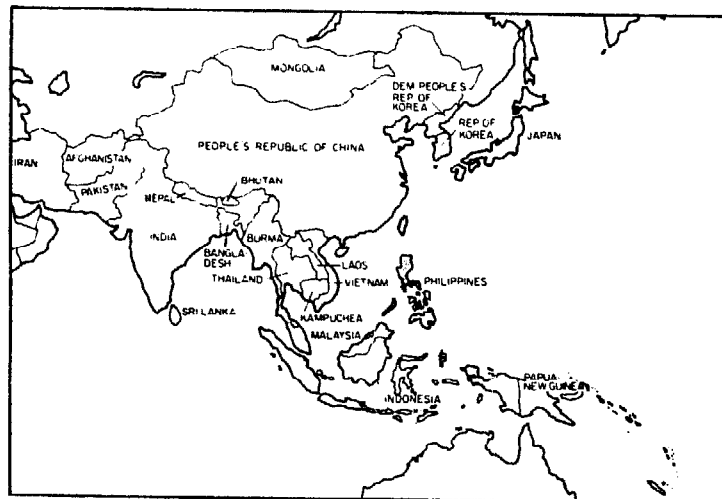 MONGOLIA
DEM PEOPLE'S
REP OF
KOREA
REP OF
KOREA
JAPAN
PEOPLE'S REPUBLIC OF CHINA
IRAN
AFGHANISTAN
PAKISTAN
NEPAL
BHUTAN
INDIA
BANGLA
DESH
BURMA
THAILAND
LAOS
VIETNAM
KAMPUCHEA
PHILIPPINES
SRI LANKA
MALAYSIA
INDONESIA
PAPUA
NEW GUINEA